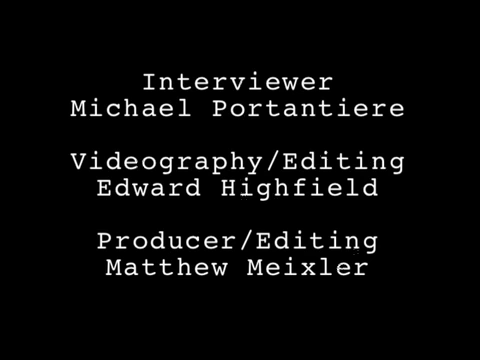 Interviewer
Michael Portantiere
Videography/Editing
Edward Highfield
Producer/Editing
Matthew Meixler